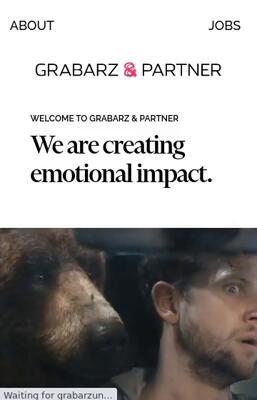 ABOUT
JOBS
GRABARZ & PARTNER
WELCOME TO GRABARZ & PARTNER
We are creating
emotional impact.
Waiting for grabarzun...